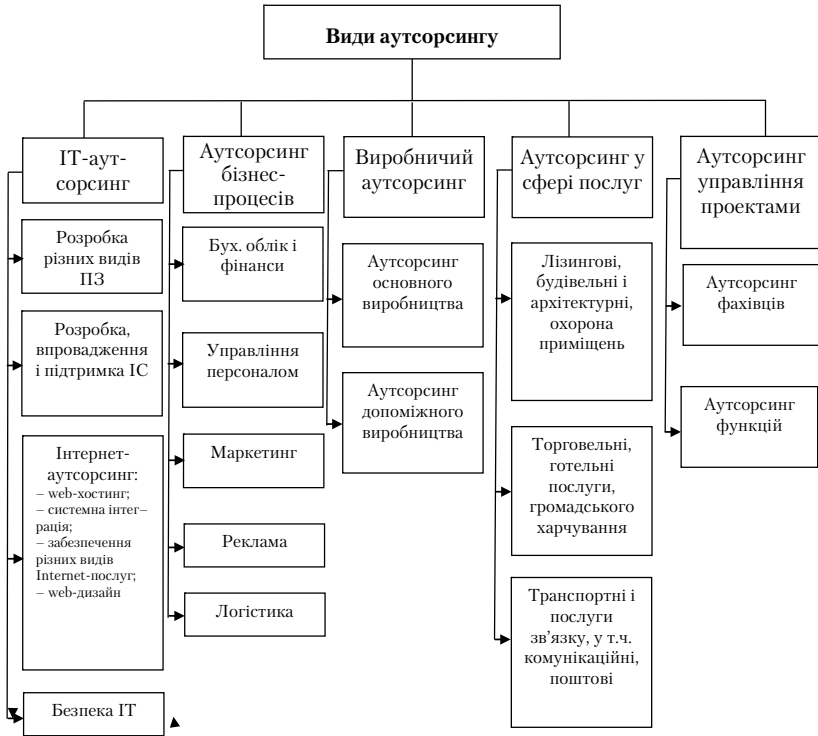 Види аутсорсингу
ІТ-аут-
сорсинг
Розробка
різних видів
ПЗ
Розробка,
впровадження
і підтримка ІС
Інтернет-
аутсорсинг:
– web-хостинг;
– системна інтег–
рація;
– забезпечення
різних видів
Internet-послуг;
– web-дизайн
Безпека ІТ
Аутсорсинг
бізнес-
процесів
Бух. облік і
фінанси
Управління
персоналом
Маркетинг
Реклама
Логістика
Виробничий
аутсорсинг
Аутсорсинг
основного
виробництва
Аутсорсинг
допоміжного
виробництва
Аутсорсинг у
сфері послуг
Лізингові,
будівельні і
архітектурні,
охорона
приміщень
Торговельні,
готельні
послуги,
громадського
харчування
Транспортні і
послуги
зв'язку, у т.ч.
комунікаційні,
поштові
Аутсорсинг
управління
проектами
Аутсорсинг
фахівців
Аутсорсинг
функцій